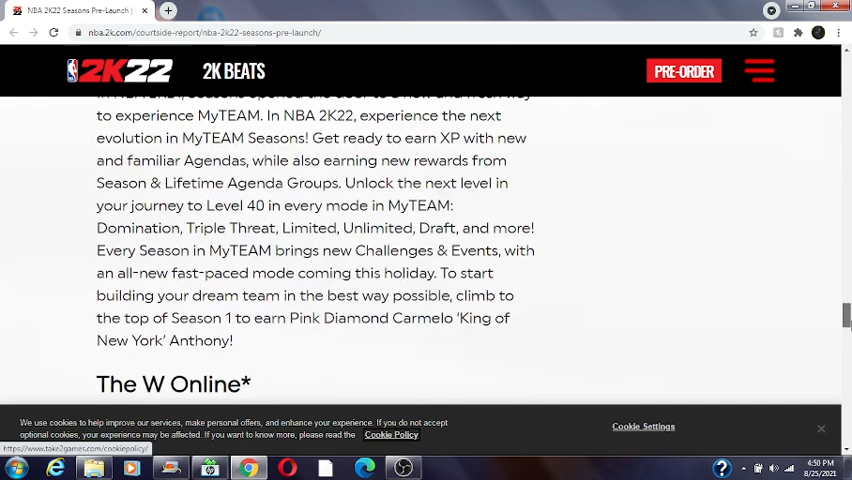 NBA 2K22 Seasons Pre-Launch
nba.2k.com/courtside-report/nba-2k22-seasons-pre-launch/
2K22
2K BEATS
PRE-ORDER
to experience MyTEAM. In NBA 2K22, experience the next
evolution in MyTEAM Seasons! Get ready to earn XP with new
and familiar Agendas, while also earning new rewards from
Season & Lifetime Agenda Groups. Unlock the next level in
your journey to Level 40 in every mode in MyTEAM:
Domination, Triple Threat, Limited, Unlimited, Draft, and more!
Every Season in MyTEAM brings new Challenges & Events, with
an all-new fast-paced mode coming this holiday. To start
building your dream team in the best way possible, climb to
the top of Season 1 to earn Pink Diamond Carmelo ‘King of
New York’ Anthony!
The W Online*
We use cookies to help improve our services, make personal offers, and enhance your experience. If you do not accept
optional cookies, your experience may be affected. If you want to know more, please read the Cookie Policy
Cookie Settings
https://www.take2games.com/cookiepolicy/
4:50 PM
8/25/2021